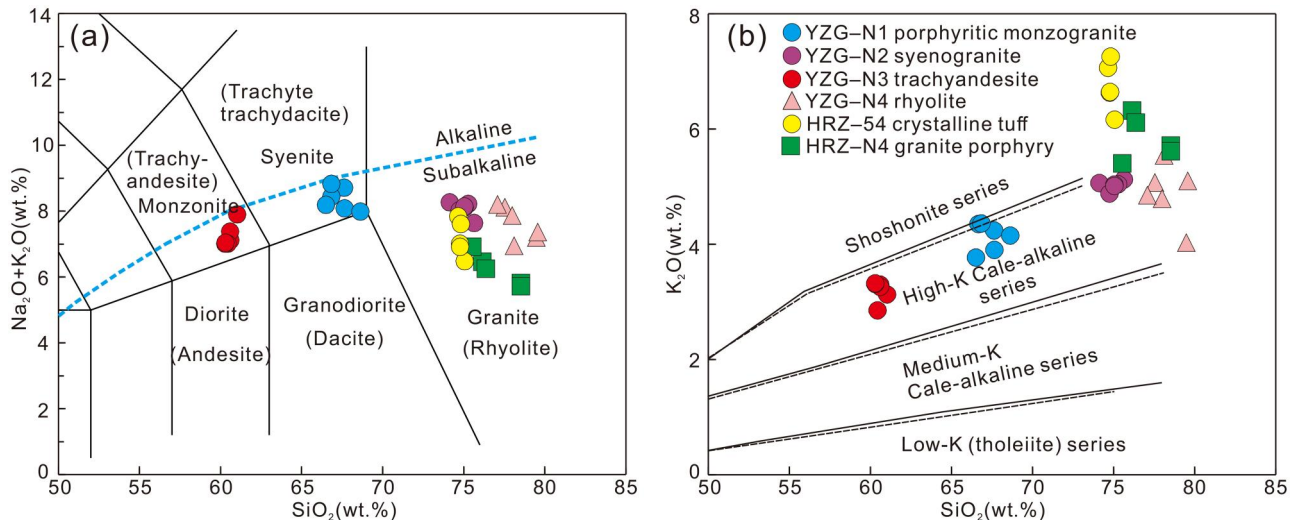 (a)
14
12
10
8
6
4
2
0
50
55
60
65
70
75
80
85
Na₂O+K₂O(wt.%)
SiO₂(wt.%)
(Trachyte
trachydacite)
Syenite
Alkaline
Subalkaline
(Trachy-
andesite)
Monzonite
Diorite
(Andesite)
Granodiorite
(Dacite)
Granite
(Rhyolite)
(b)
YZG–N1 porphyritic monzogranite
YZG–N2 syenogranite
YZG–N3 trachyandesite
YZG–N4 rhyolite
HRZ–54 crystalline tuff
HRZ–N4 granite porphyry
8
6
4
2
0
50
55
60
65
70
75
80
85
K₂O(wt.%)
SiO₂(wt.%)
Shoshonite series
High-K Cale-alkaline
series
Medium-K
Cale-alkaline series
Low-K (tholeiite) series